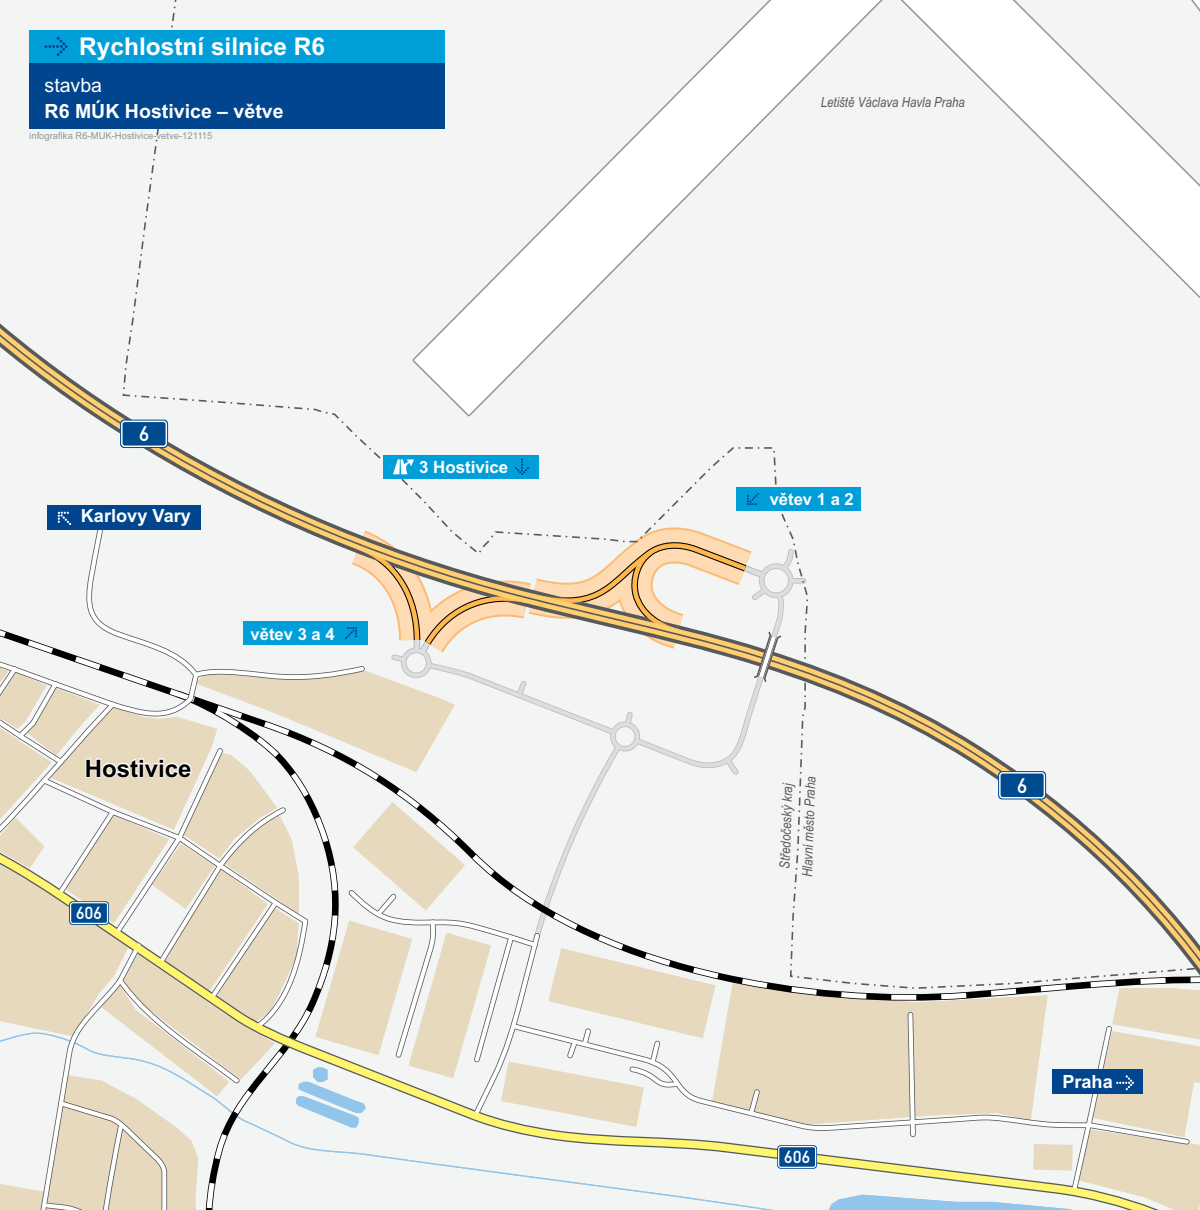 Rychlostní silnice R6
stavba
R6 MÚK Hostivice – větve
infografika R6-MUK-Hostivice-vetve-121115
Letiště Václava Havla Praha
6
3 Hostivice
větev 1 a 2
Karlovy Vary
větev 3 a 4
Hostivice
6
Středočeský kraj
Hlavní město Praha
606
Praha
606